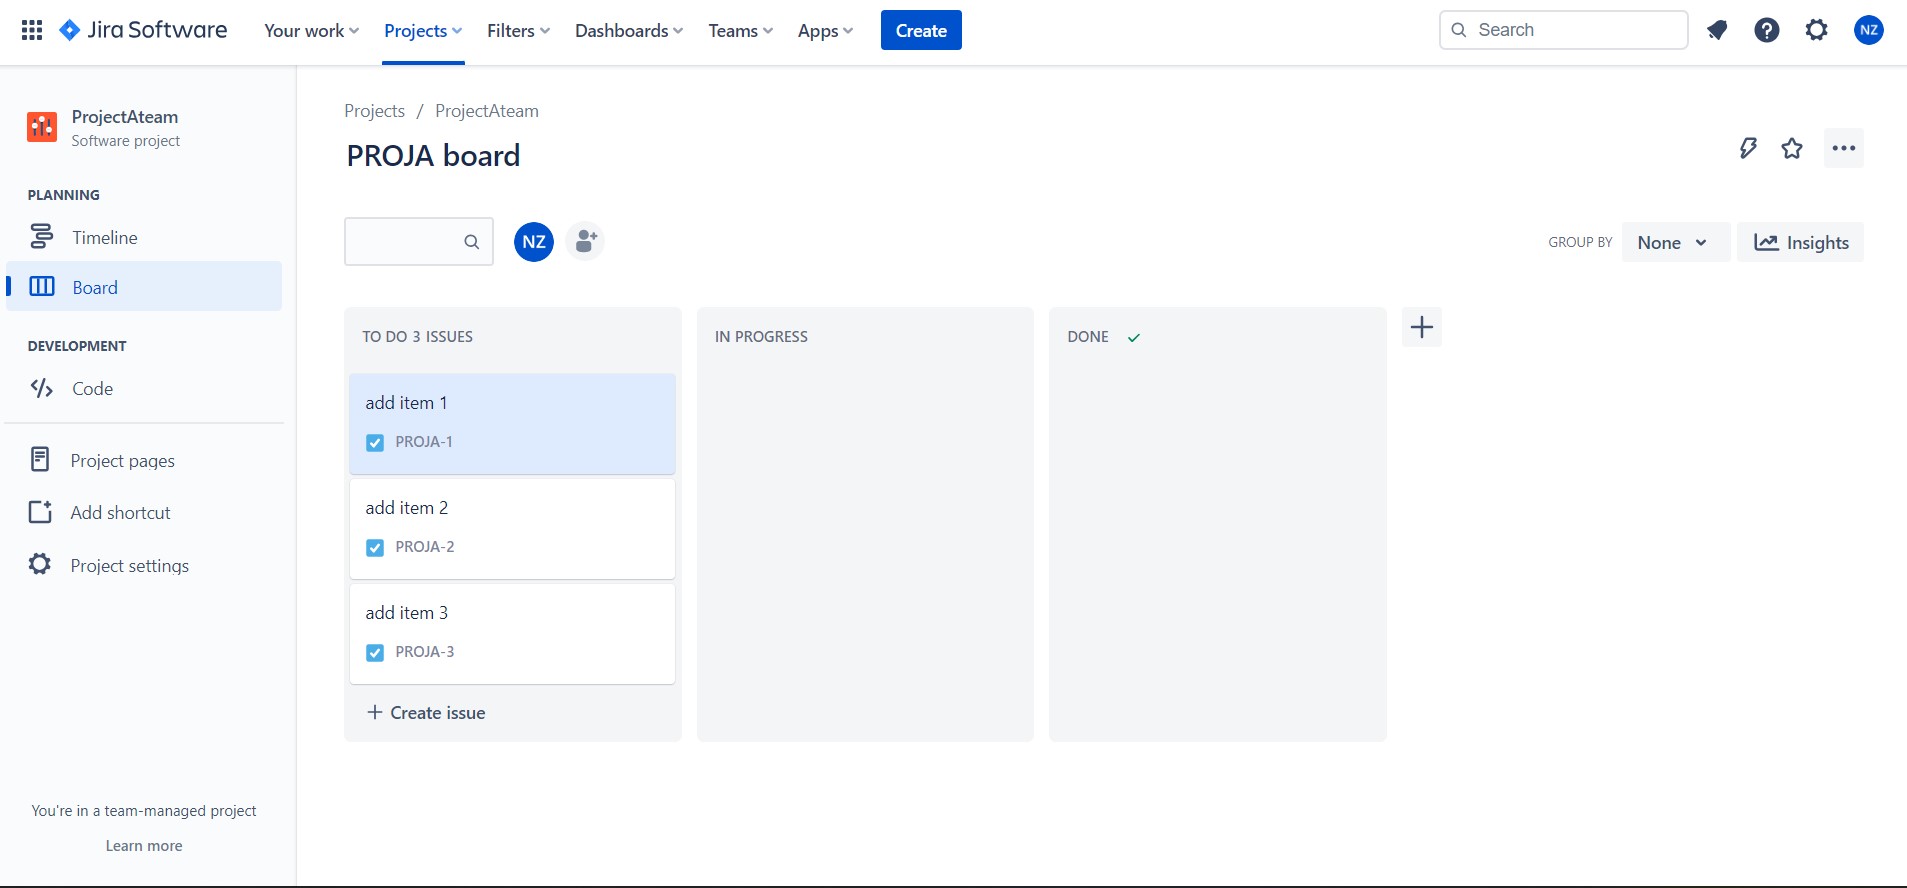 Jira Software
Your work
Projects
Filters
Dashboards
Teams
Apps
Create
Search
NZ
ProjectAteam
Software project
PLANNING
Timeline
Board
DEVELOPMENT
Code
Project pages
Add shortcut
Project settings
You're in a team-managed project
Learn more
Projects / ProjectAteam
PROJA board
NZ
GROUP BY
None
Insights
TO DO 3 ISSUES
add item 1
PROJA-1
add item 2
PROJA-2
add item 3
PROJA-3
+ Create issue
IN PROGRESS
DONE